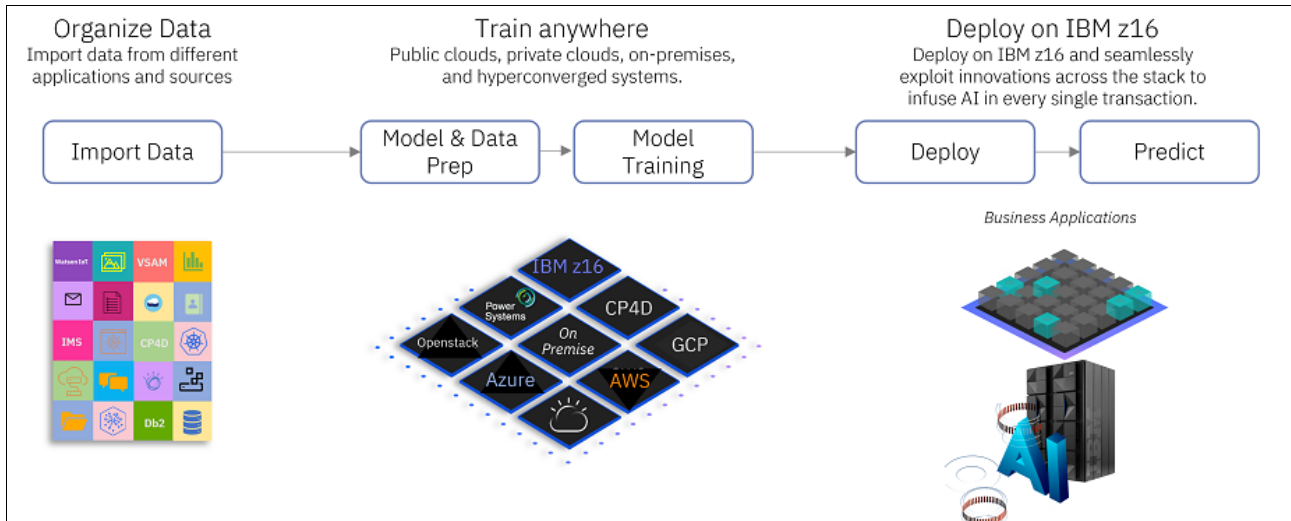 Organize Data
Import data from different
applications and sources
Train anywhere
Public clouds, private clouds, on-premises,
and hyperconverged systems.
Deploy on IBM z16
Deploy on IBM z16 and seamlessly
exploit innovations across the stack to
infuse AI in every single transaction.
Import Data
Model & Data
Prep
Model
Training
Deploy
Predict
Watson IoT
VSAM
IMS
CP4D
Db2
IBM z16
Power
Systems
CP4D
Openstack
On
Premise
GCP
Azure
AWS
Business Applications
AI